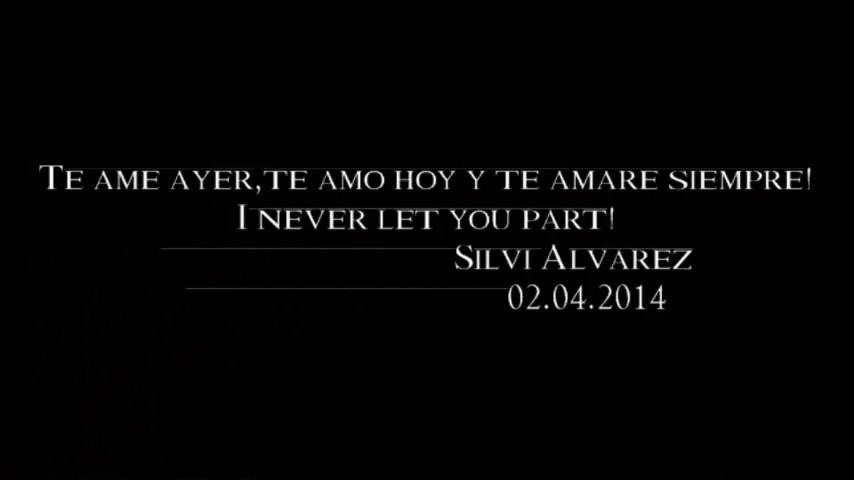 TE AME AYER,TE AMO HOY Y TE AMARE SIEMPRE!
I NEVER LET YOU PART!
SILVI ALVAREZ
02.04.2014